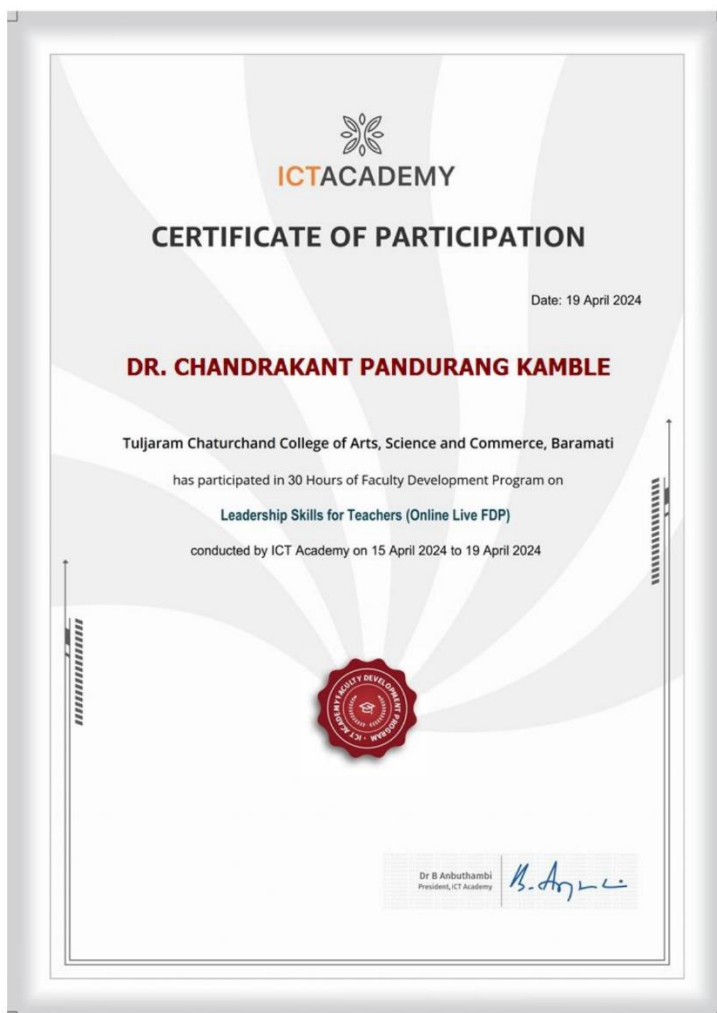 ICTACADEMY
CERTIFICATE OF PARTICIPATION
Date: 19 April 2024
DR. CHANDRAKANT PANDURANG KAMBLE
Tuljaram Chaturchand College of Arts, Science and Commerce, Baramati
has participated in 30 Hours of Faculty Development Program on
Leadership Skills for Teachers (Online Live FDP)
conducted by ICT Academy on 15 April 2024 to 19 April 2024
FACULTY DEVELOPMENT PROGRAM · ICT ACADEMY
Dr B Anbuthambi
President, ICT Academy